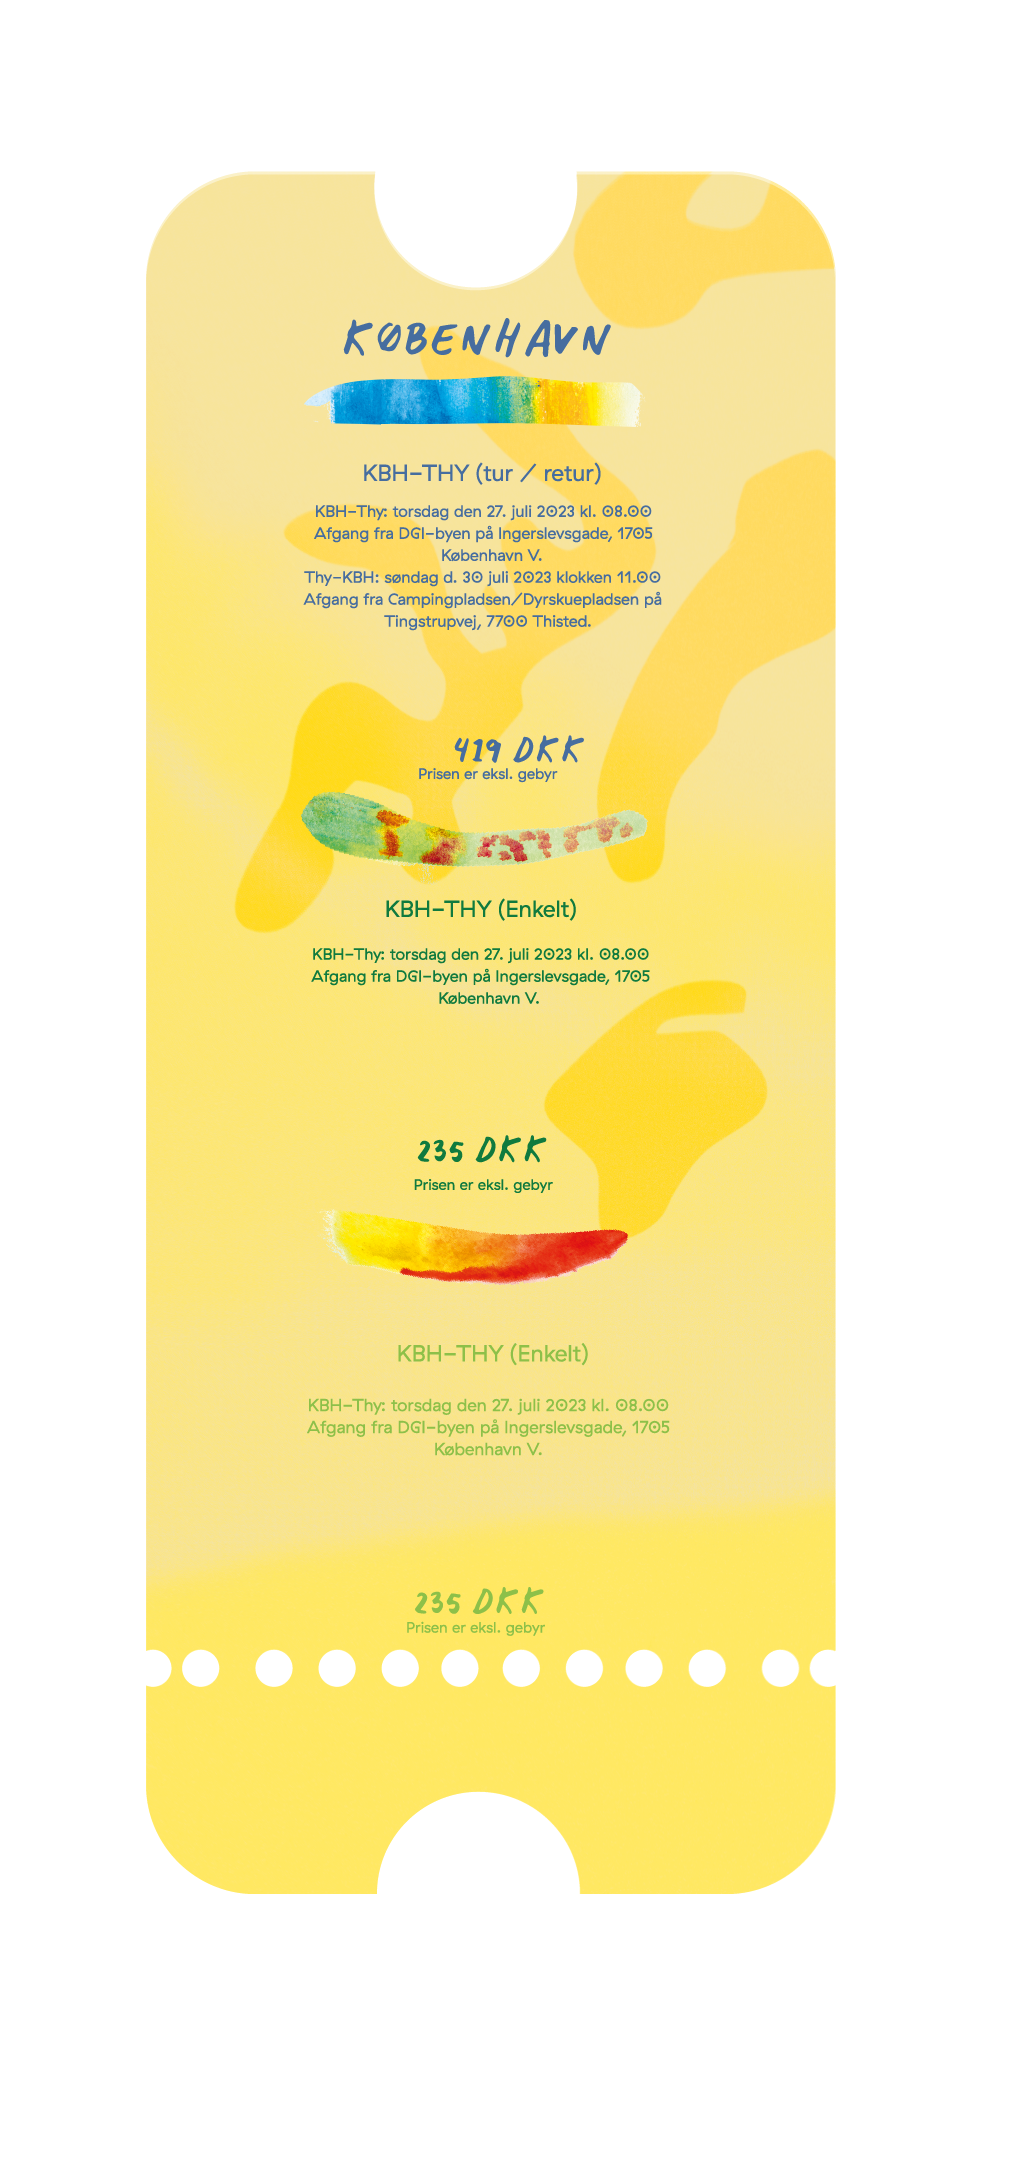 KØBENHAVN
KBH-THY (tur / retur)
KBH-Thy: torsdag den 27. juli 2023 kl. 08.00
Afgang fra DGI-byen på Ingerslevsgade, 1705
København V.
Thy-KBH: søndag d. 30 juli 2023 klokken 11.00
Afgang fra Campingpladsen/Dyrskuepladsen på
Tingstrupvej, 7700 Thisted.
419 DKK
Prisen er eksl. gebyr
KBH-THY (Enkelt)
KBH-Thy: torsdag den 27. juli 2023 kl. 08.00
Afgang fra DGI-byen på Ingerslevsgade, 1705
København V.
235 DKK
Prisen er eksl. gebyr
KBH-THY (Enkelt)
KBH-Thy: torsdag den 27. juli 2023 kl. 08.00
Afgang fra DGI-byen på Ingerslevsgade, 1705
København V.
235 DKK
Prisen er eksl. gebyr